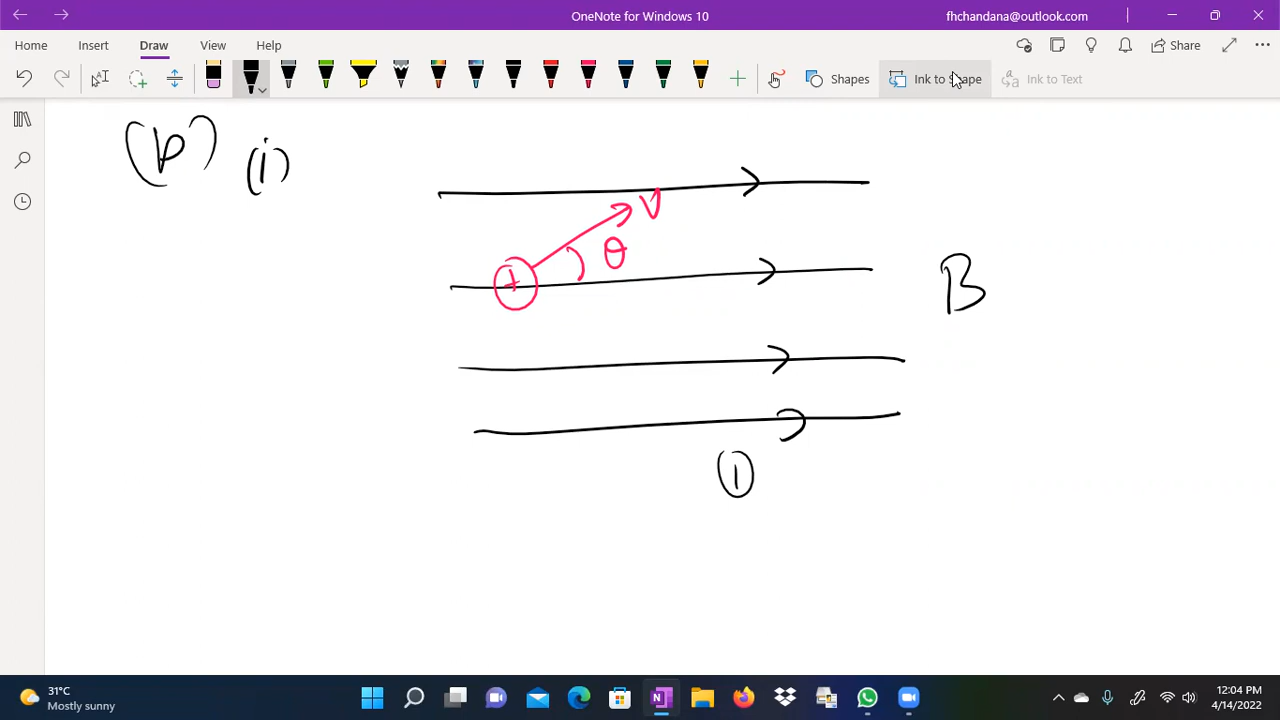 OneNote for Windows 10
fhchandana@outlook.com
Home Insert Draw View Help
Share
Shapes
Ink to Shape
Ink to Text
(b) (i)
V
θ
+
B
1
31°C
Mostly sunny
12:04 PM
4/14/2022